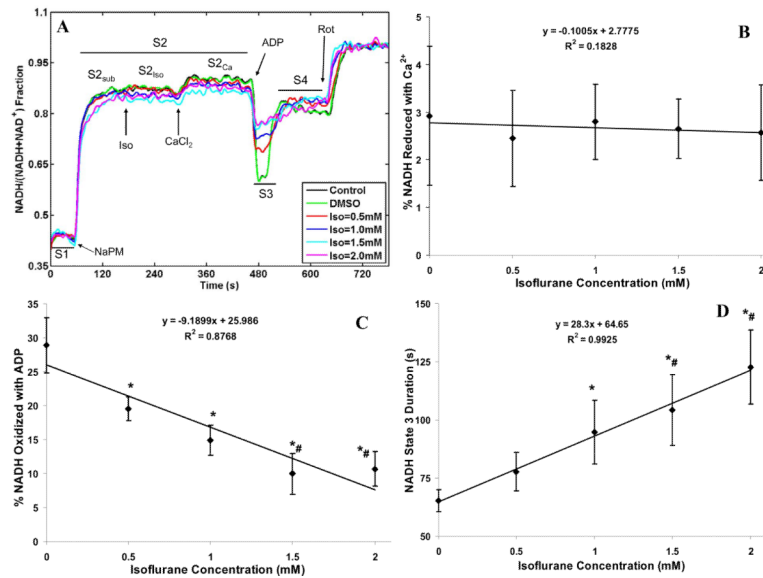 A
S2
ADP
Rot
S2sub
S2Iso
S2Ca
S4
Iso
CaCl2
S3
S1
NaPM
NADH/(NADH+NAD+) Fraction
1.05
0.9
0.75
0.6
0.45
0.35
0 120 240 360 480 600 720
Time (s)
Control
DMSO
Iso=0.5mM
Iso=1.0mM
Iso=1.5mM
Iso=2.0mM
B
y = -0.1005x + 2.7775
R2 = 0.1828
% NADH Reduced with Ca2+
5
4
3
2
1
0
0 0.5 1 1.5 2
Isoflurane Concentration (mM)
C
y = -9.1899x + 25.986
R2 = 0.8768
% NADH Oxidized with ADP
35
30
25
20
15
10
5
0
* * *# *#
0 0.5 1 1.5 2
Isoflurane Concentration (mM)
D
y = 28.3x + 64.65
R2 = 0.9925
NADH State 3 Duration (s)
150
125
100
75
50
* *# *#
0 0.5 1 1.5 2
Isoflurane Concentration (mM)